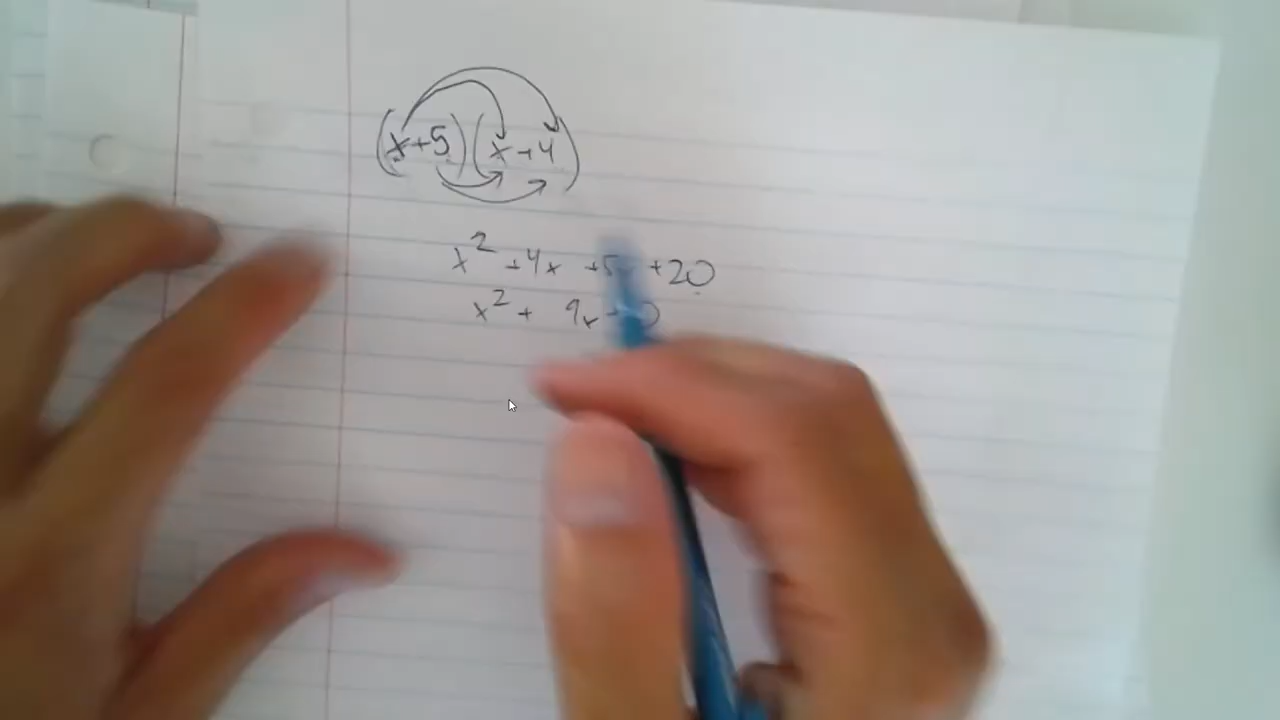 (x+5)(x+4)
x² +4x +5 +20
x² + 9x